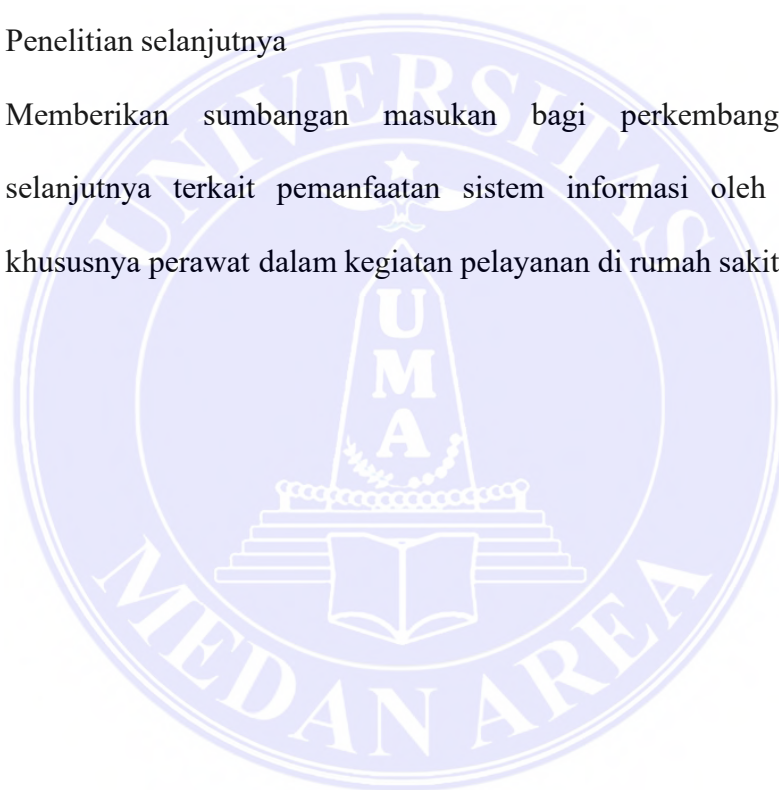 Penelitian selanjutnya
Memberikan sumbangan masukan bagi perkembang
selanjutnya terkait pemanfaatan sistem informasi oleh
khususnya perawat dalam kegiatan pelayanan di rumah sakit
UNIVERSITAS
U
M
A
MEDAN AREA